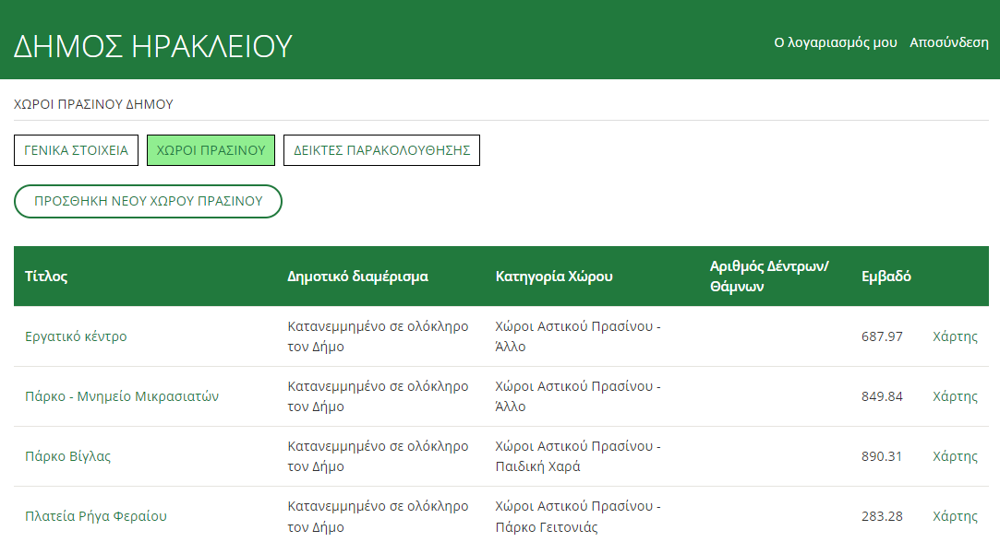 ΔΗΜΟΣ ΗΡΑΚΛΕΙΟΥ
Ο λογαριασμός μου Αποσύνδεση
ΧΩΡΟΙ ΠΡΑΣΙΝΟΥ ΔΗΜΟΥ
ΓΕΝΙΚΑ ΣΤΟΙΧΕΙΑ ΧΩΡΟΙ ΠΡΑΣΙΝΟΥ ΔΕΙΚΤΕΣ ΠΑΡΑΚΟΛΟΥΘΗΣΗΣ
ΠΡΟΣΘΗΚΗ ΝΕΟΥ ΧΩΡΟΥ ΠΡΑΣΙΝΟΥ
Τίτλος Δημοτικό διαμέρισμα Κατηγορία Χώρου Αριθμός Δέντρων/ Εμβαδό
Θάμνων
Εργατικό κέντρο Κατανεμμημένο σε ολόκληρο Χώροι Αστικού Πρασίνου - 687.97 Χάρτης
τον Δήμο Άλλο
Πάρκο - Μνημείο Μικρασιατών Κατανεμμημένο σε ολόκληρο Χώροι Αστικού Πρασίνου - 849.84 Χάρτης
τον Δήμο Άλλο
Πάρκο Βίγλας Κατανεμμημένο σε ολόκληρο Χώροι Αστικού Πρασίνου - 890.31 Χάρτης
τον Δήμο Παιδική Χαρά
Πλατεία Ρήγα Φεραίου Κατανεμμημένο σε ολόκληρο Χώροι Αστικού Πρασίνου - 283.28 Χάρτης
τον Δήμο Πάρκο Γειτονιάς